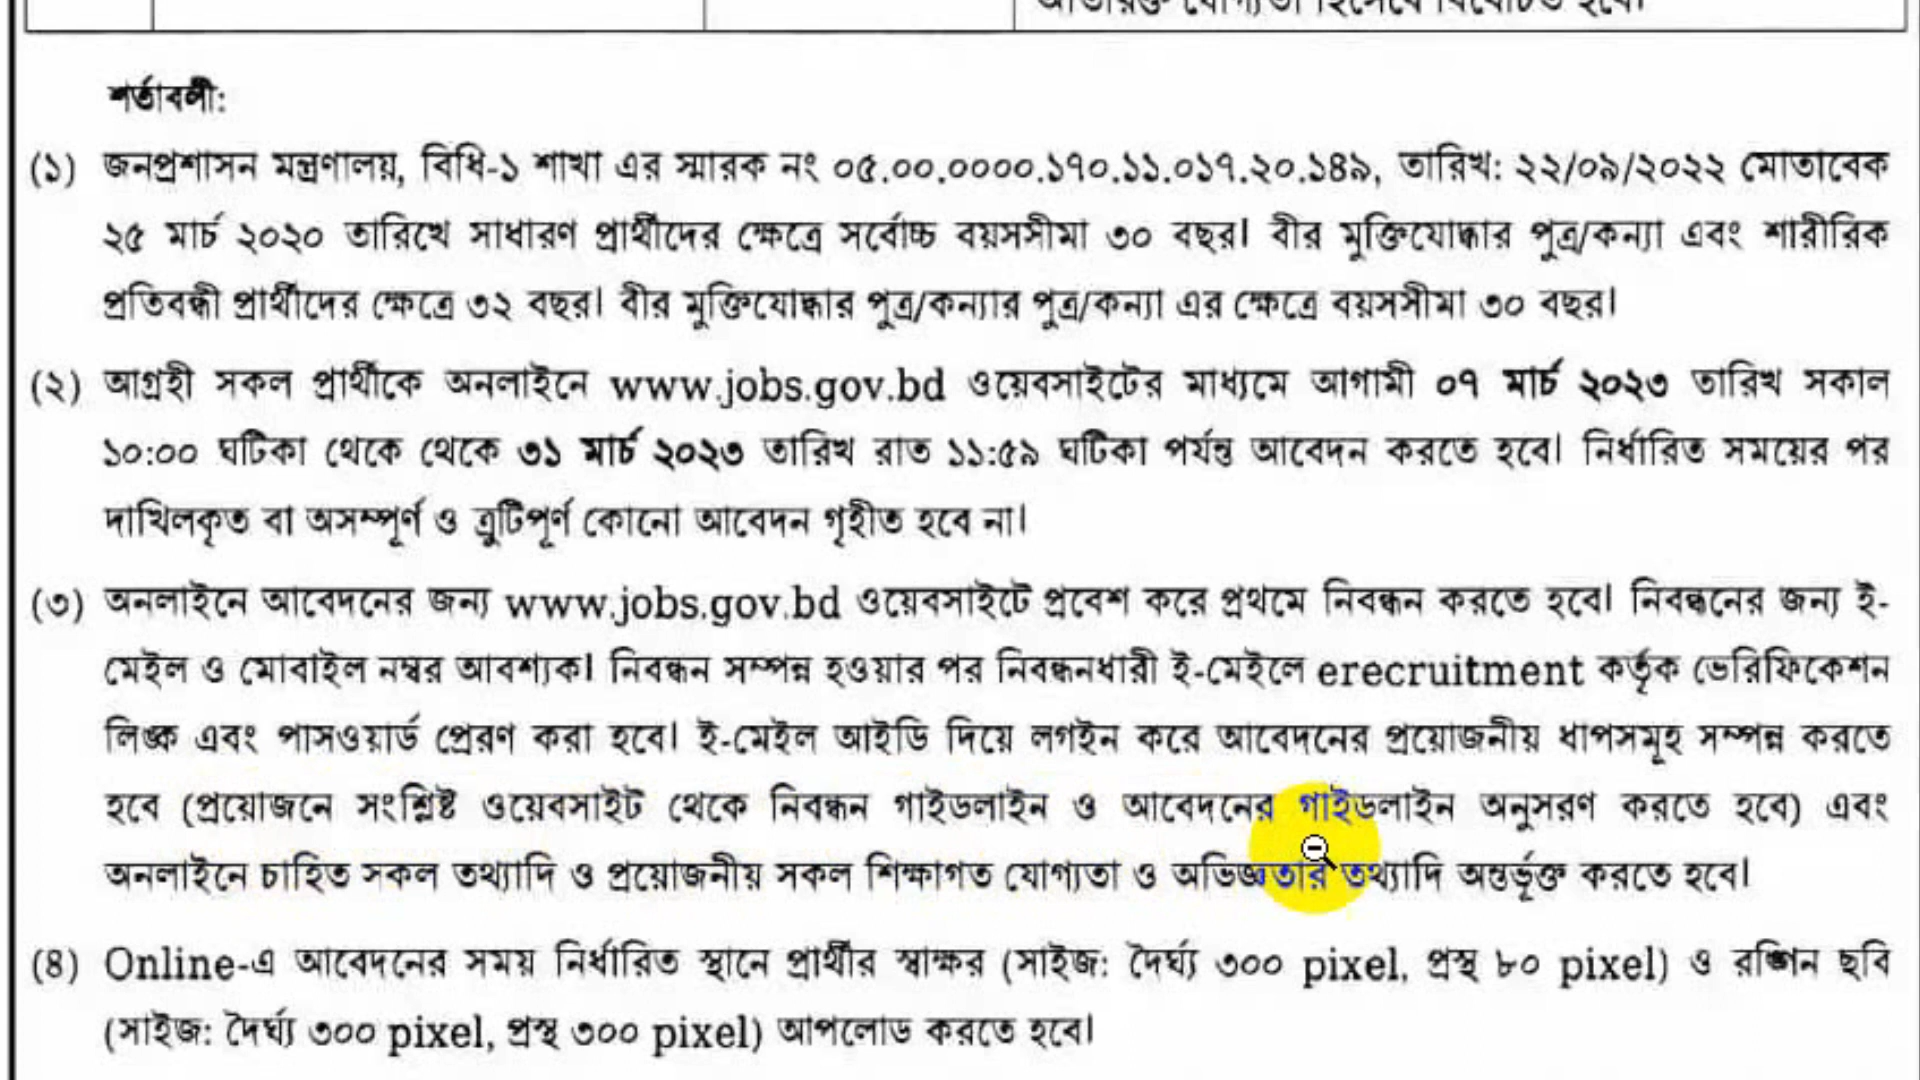 অতিরিক্ত যোগ্যতা হিসেবে বিবেচিত হবে।
শর্তাবলী:
(১) জনপ্রশাসন মন্ত্রণালয়, বিধি-১ শাখা এর স্মারক নং ০৫.০০.০০০০.১৭০.১১.০১৭.২০.১৪৯, তারিখ: ২২/০৯/২০২২ মোতাবেক
২৫ মার্চ ২০২০ তারিখে সাধারণ প্রার্থীদের ক্ষেত্রে সর্বোচ্চ বয়সসীমা ৩০ বছর। বীর মুক্তিযোদ্ধার পুত্র/কন্যা এবং শারীরিক
প্রতিবন্ধী প্রার্থীদের ক্ষেত্রে ৩২ বছর। বীর মুক্তিযোদ্ধার পুত্র/কন্যার পুত্র/কন্যা এর ক্ষেত্রে বয়সসীমা ৩০ বছর।
(২) আগ্রহী সকল প্রার্থীকে অনলাইনে www.jobs.gov.bd ওয়েবসাইটের মাধ্যমে আগামী ০৭ মার্চ ২০২৩ তারিখ সকাল
১০:০০ ঘটিকা থেকে থেকে ৩১ মার্চ ২০২৩ তারিখ রাত ১১:৫৯ ঘটিকা পর্যন্ত আবেদন করতে হবে। নির্ধারিত সময়ের পর
দাখিলকৃত বা অসম্পূর্ণ ও ত্রুটিপূর্ণ কোনো আবেদন গৃহীত হবে না।
(৩) অনলাইনে আবেদনের জন্য www.jobs.gov.bd ওয়েবসাইটে প্রবেশ করে প্রথমে নিবন্ধন করতে হবে। নিবন্ধনের জন্য ই-
মেইল ও মোবাইল নম্বর আবশ্যক। নিবন্ধন সম্পন্ন হওয়ার পর নিবন্ধনধারী ই-মেইলে erecruitment কর্তৃক ভেরিফিকেশন
লিঙ্ক এবং পাসওয়ার্ড প্রেরণ করা হবে। ই-মেইল আইডি দিয়ে লগইন করে আবেদনের প্রয়োজনীয় ধাপসমূহ সম্পন্ন করতে
হবে (প্রয়োজনে সংশ্লিষ্ট ওয়েবসাইট থেকে নিবন্ধন গাইডলাইন ও আবেদনের গাইডলাইন অনুসরণ করতে হবে) এবং
অনলাইনে চাহিত সকল তথ্যাদি ও প্রয়োজনীয় সকল শিক্ষাগত যোগ্যতা ও অভিজ্ঞতার তথ্যাদি অন্তর্ভূক্ত করতে হবে।
(৪) Online-এ আবেদনের সময় নির্ধারিত স্থানে প্রার্থীর স্বাক্ষর (সাইজ: দৈর্ঘ্য ৩০০ pixel, প্রস্থ ৮০ pixel) ও রঙ্গিন ছবি
(সাইজ: দৈর্ঘ্য ৩০০ pixel, প্রস্থ ৩০০ pixel) আপলোড করতে হবে।